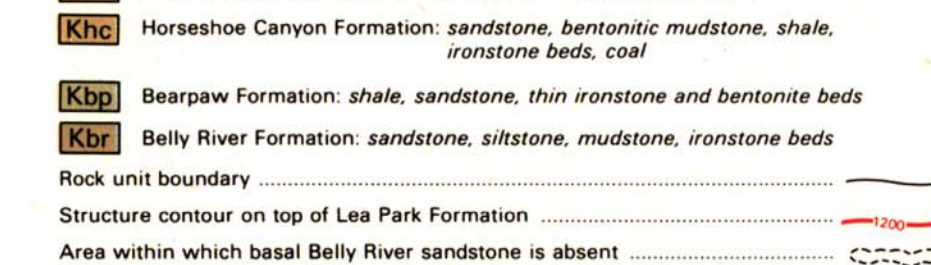 Khc Horseshoe Canyon Formation: sandstone, bentonitic mudstone, shale,
ironstone beds, coal
Kbp Bearpaw Formation: shale, sandstone, thin ironstone and bentonite beds
Kbr Belly River Formation: sandstone, siltstone, mudstone, ironstone beds
Rock unit boundary ........................................................................
Structure contour on top of Lea Park Formation .................................... 1200
Area within which basal Belly River sandstone is absent .........................